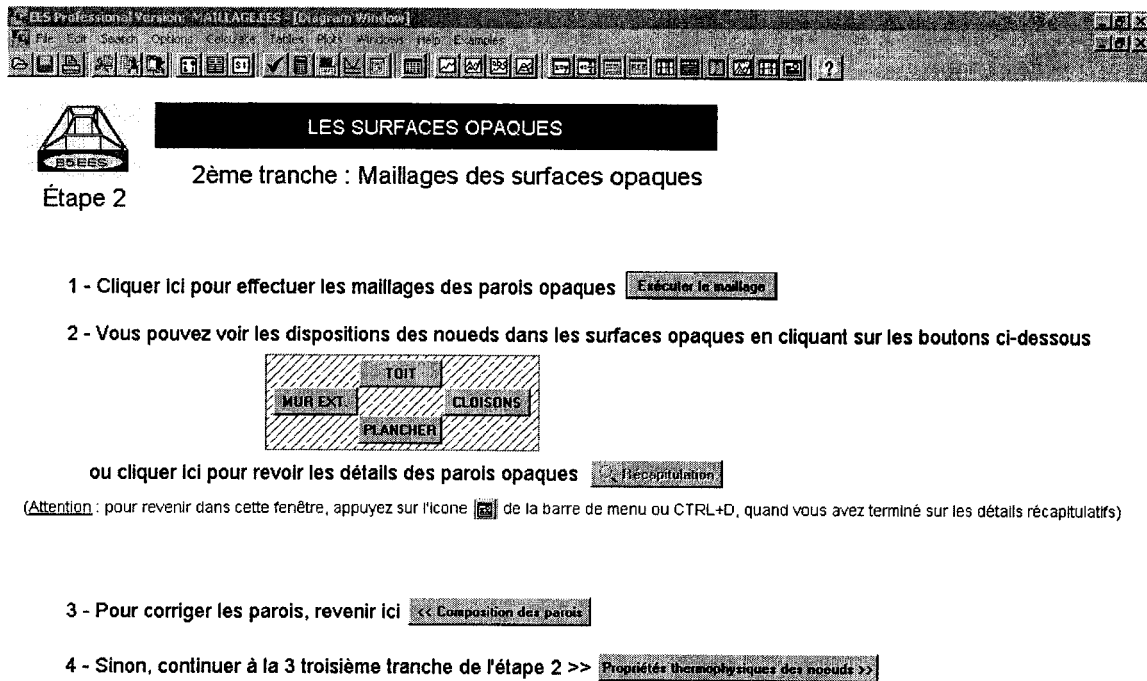 EES Professional Version: MAILLAGE.EES - [Diagram Window]
File Edit Search Options Calculate Tables Plots Windows Help Examples
LES SURFACES OPAQUES
2ème tranche : Maillages des surfaces opaques
Étape 2
1 - Cliquer ici pour effectuer les maillages des parois opaques Exécuter le maillage
2 - Vous pouvez voir les dispositions des noueds dans les surfaces opaques en cliquant sur les boutons ci-dessous
TOIT
MUR EXT. CLOISONS
PLANCHER
ou cliquer ici pour revoir les détails des parois opaques Récapitulation
(Attention : pour revenir dans cette fenêtre, appuyez sur l'icone de la barre de menu ou CTRL+D, quand vous avez terminé sur les détails récapitulatifs)
3 - Pour corriger les parois, revenir ici << Composition des parois
4 - Sinon, continuer à la 3 troisième tranche de l'étape 2 >> Propriétés thermophysiques des noeuds >>